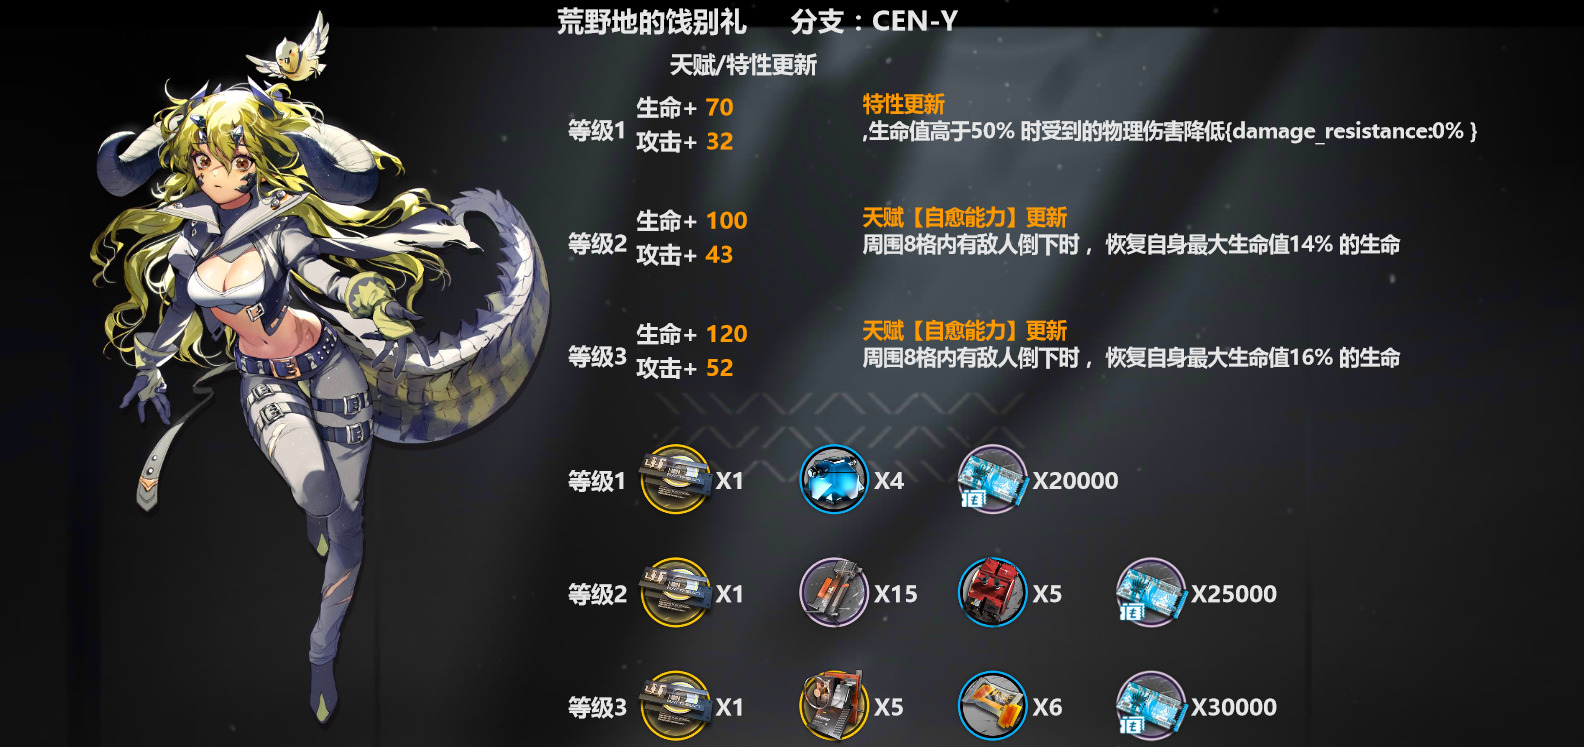 荒野地的饯别礼 分支：CEN-Y
天赋/特性更新
等级1
生命+ 70
攻击+ 32
特性更新
,生命值高于50% 时受到的物理伤害降低{damage_resistance:0% }
等级2
生命+ 100
攻击+ 43
天赋【自愈能力】更新
周围8格内有敌人倒下时， 恢复自身最大生命值14% 的生命
等级3
生命+ 120
攻击+ 52
天赋【自愈能力】更新
周围8格内有敌人倒下时， 恢复自身最大生命值16% 的生命
等级1 X1 X4 X20000
等级2 X1 X15 X5 X25000
等级3 X1 X5 X6 X30000